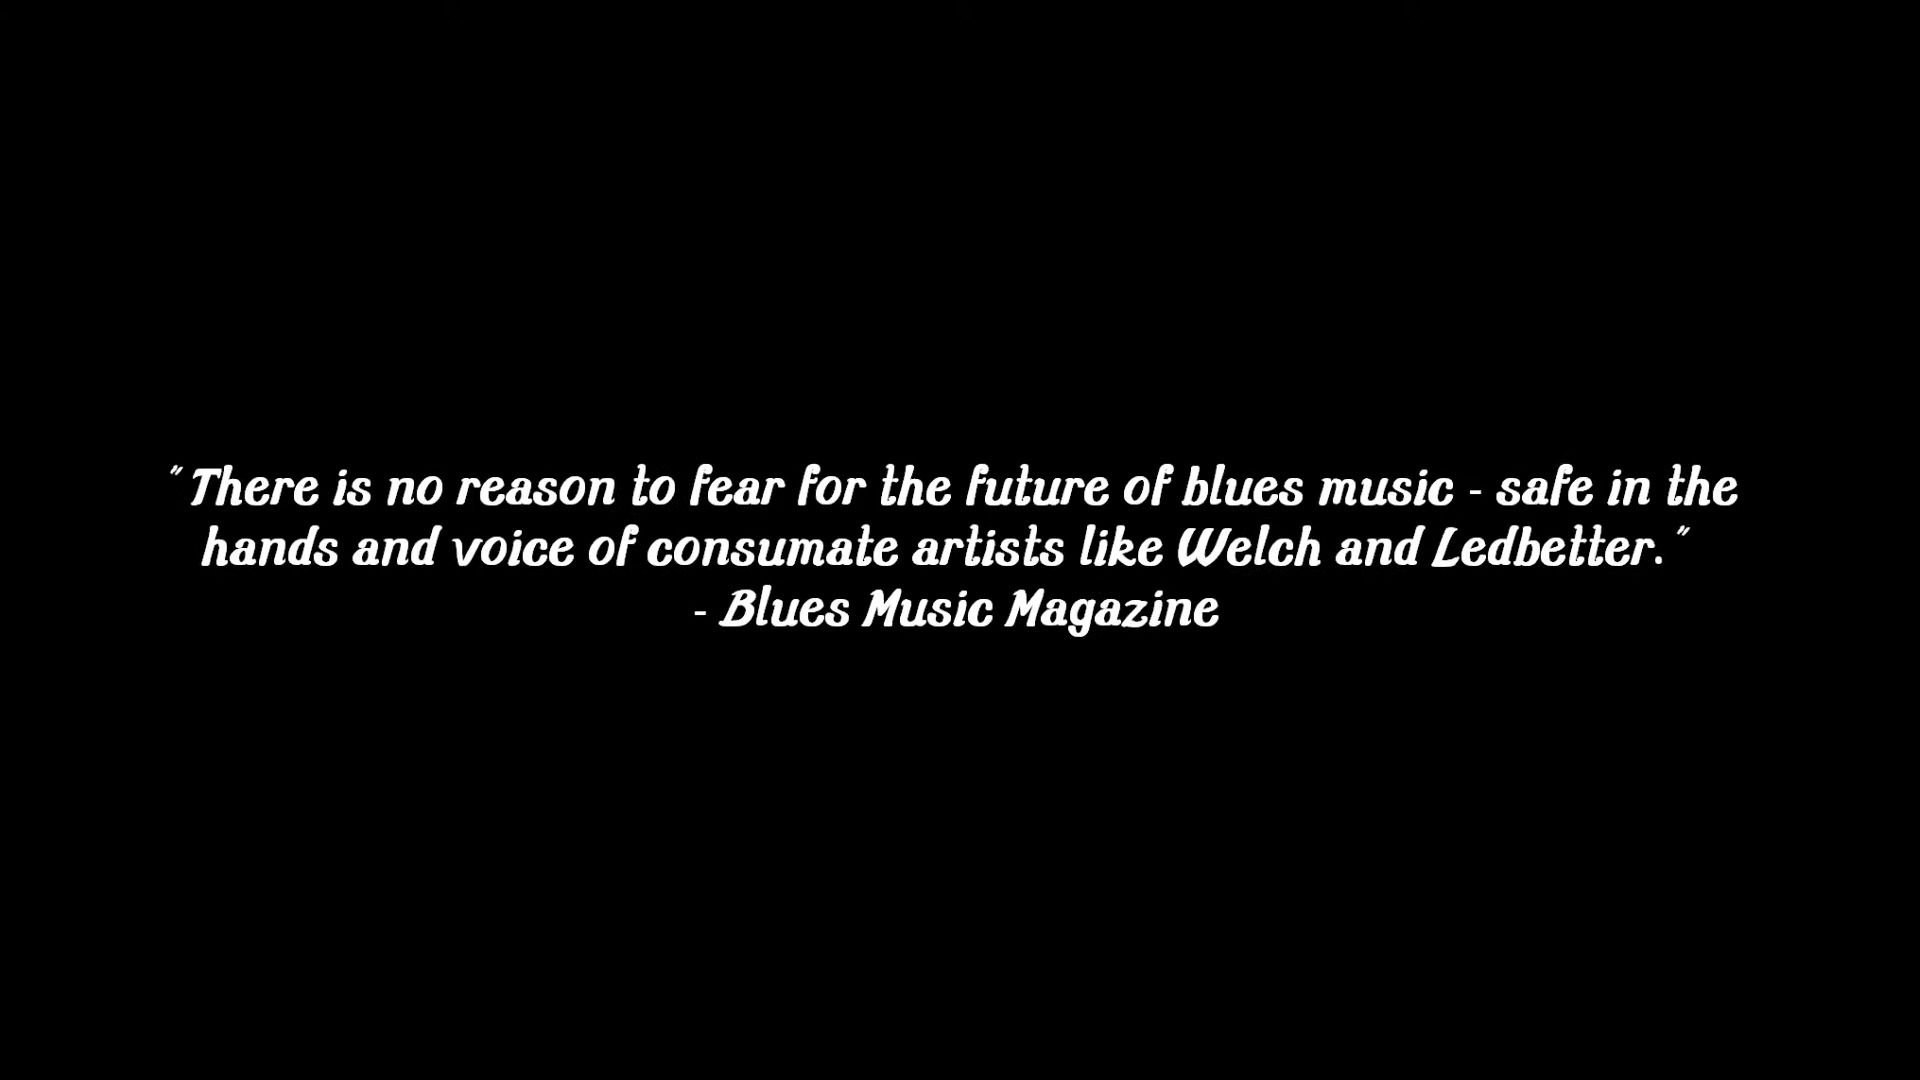 "There is no reason to fear for the future of blues music - safe in the
hands and voice of consumate artists like Welch and Ledbetter."
- Blues Music Magazine